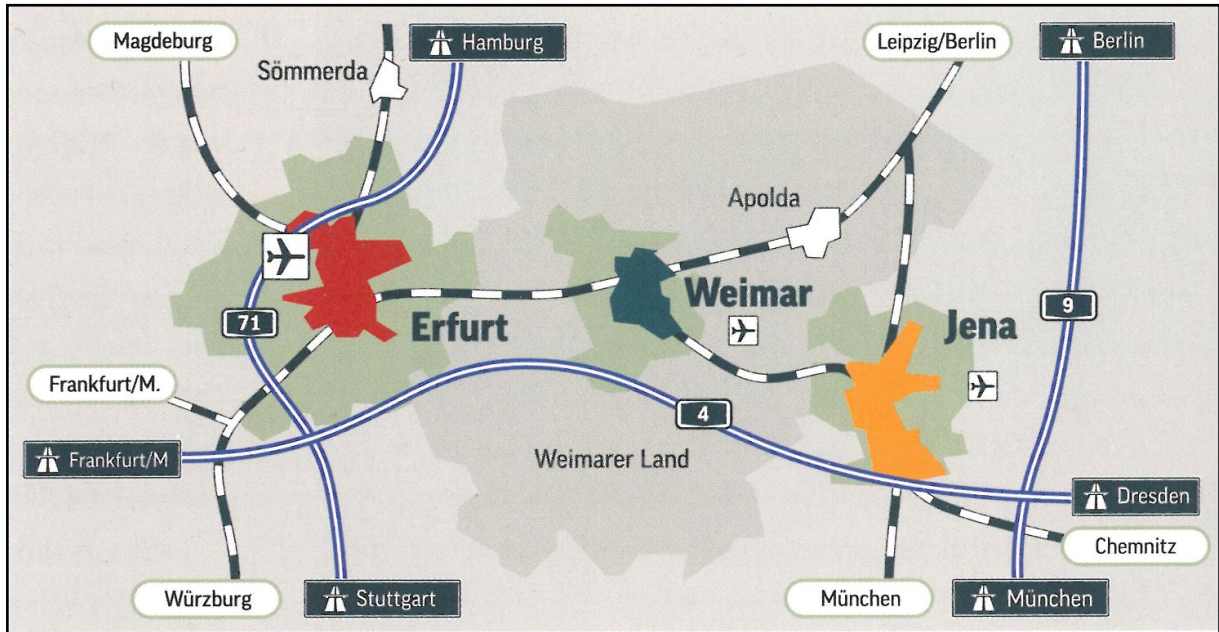 Magdeburg
Hamburg
Leipzig/Berlin
Berlin
Sömmerda
Apolda
Weimar
Erfurt
Jena
71
9
4
Frankfurt/M.
Frankfurt/M
Weimarer Land
Dresden
Chemnitz
Würzburg
Stuttgart
München
München